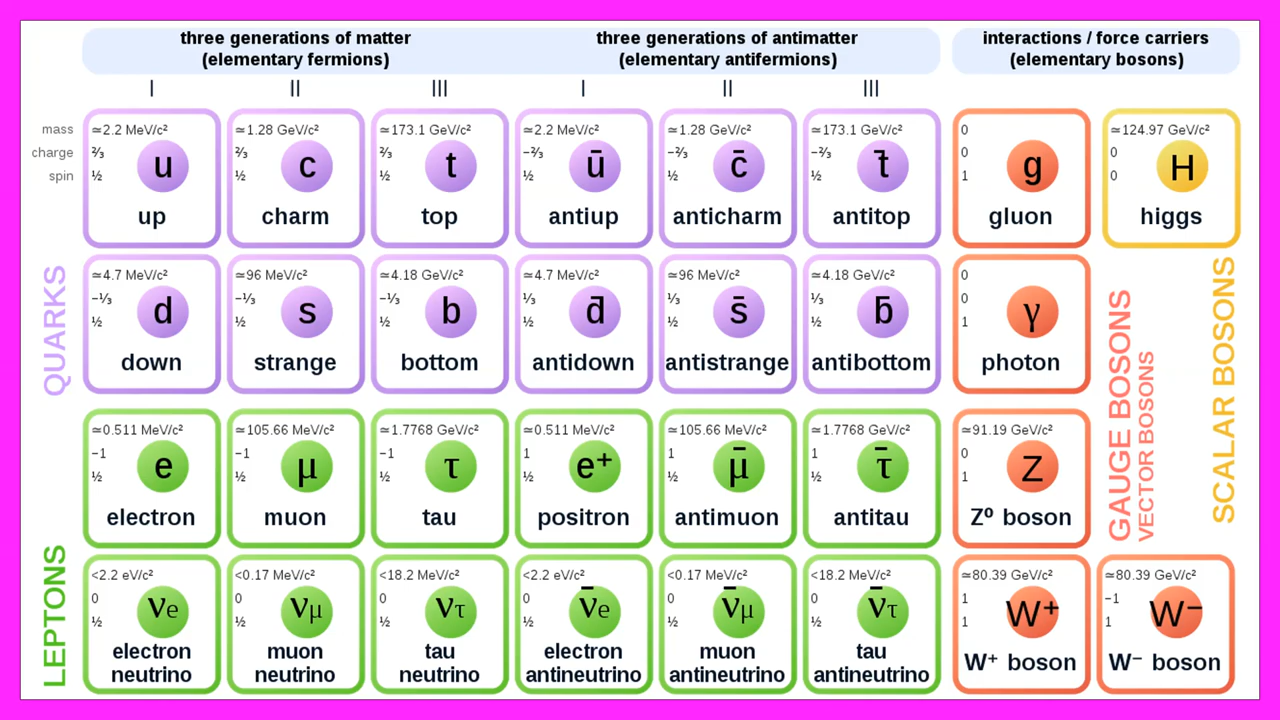 three generations of matter
(elementary fermions)
three generations of antimatter
(elementary antifermions)
interactions / force carriers
(elementary bosons)
I
II
III
I
II
III
mass
charge
spin
≃2.2 MeV/c²
⅔
½
u
up
≃1.28 GeV/c²
⅔
½
c
charm
≃173.1 GeV/c²
⅔
½
t
top
≃2.2 MeV/c²
−⅔
½
ū
antiup
≃1.28 GeV/c²
−⅔
½
c̄
anticharm
≃173.1 GeV/c²
−⅔
½
t̄
antitop
0
0
1
g
gluon
≃124.97 GeV/c²
0
0
H
higgs
QUARKS
≃4.7 MeV/c²
−⅓
½
d
down
≃96 MeV/c²
−⅓
½
s
strange
≃4.18 GeV/c²
−⅓
½
b
bottom
≃4.7 MeV/c²
⅓
½
d̄
antidown
≃96 MeV/c²
⅓
½
s̄
antistrange
≃4.18 GeV/c²
⅓
½
b̄
antibottom
0
0
1
γ
photon
GAUGE BOSONS
VECTOR BOSONS
SCALAR BOSONS
LEPTONS
≃0.511 MeV/c²
−1
½
e
electron
≃105.66 MeV/c²
−1
½
μ
muon
≃1.7768 GeV/c²
−1
½
τ
tau
≃0.511 MeV/c²
1
½
e⁺
positron
≃105.66 MeV/c²
1
½
μ̄
antimuon
≃1.7768 GeV/c²
1
½
τ̄
antitau
≃91.19 GeV/c²
0
1
Z
Z⁰ boson
<2.2 eV/c²
0
½
νe
electron
neutrino
<0.17 MeV/c²
0
½
νμ
muon
neutrino
<18.2 MeV/c²
0
½
ντ
tau
neutrino
<2.2 eV/c²
0
½
ν̄e
electron
antineutrino
<0.17 MeV/c²
0
½
ν̄μ
muon
antineutrino
<18.2 MeV/c²
0
½
ν̄τ
tau
antineutrino
≃80.39 GeV/c²
1
1
W⁺
W⁺ boson
≃80.39 GeV/c²
−1
1
W⁻
W⁻ boson